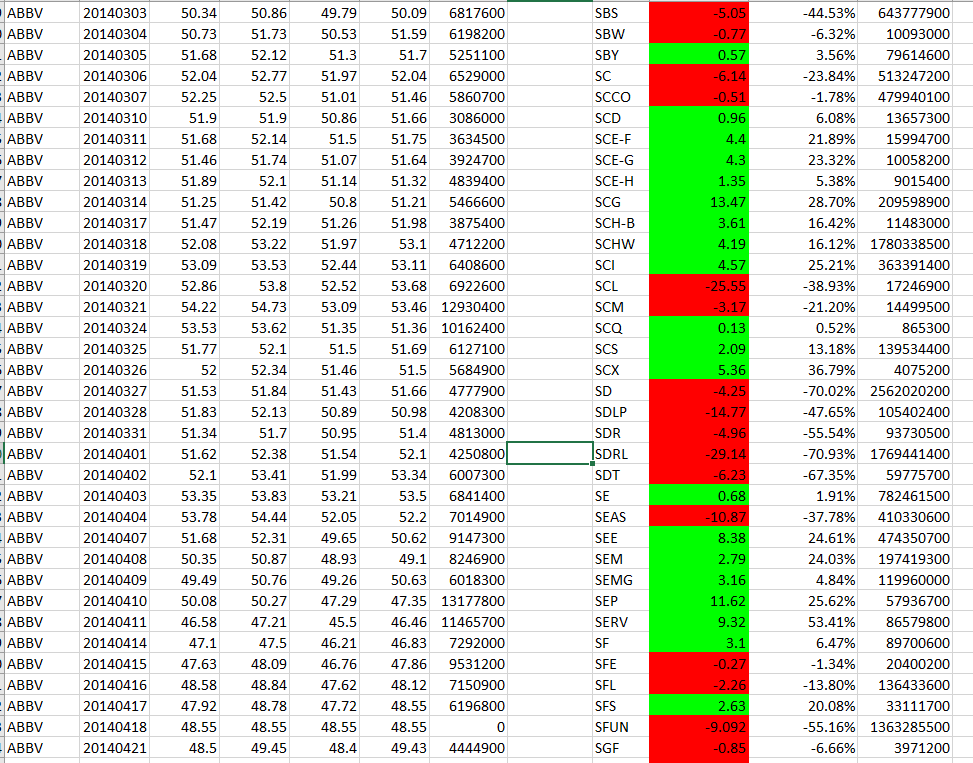 ABBV 20140303 50.34 50.86 49.79 50.09 6817600 SBS -5.05 -44.53% 643777900
ABBV 20140304 50.73 51.73 50.53 51.59 6198200 SBW -0.77 -6.32% 10093000
ABBV 20140305 51.68 52.12 51.3 51.7 5251100 SBY 0.57 3.56% 79614600
ABBV 20140306 52.04 52.77 51.97 52.04 6529000 SC -6.14 -23.84% 513247200
ABBV 20140307 52.25 52.5 51.01 51.46 5860700 SCCO -0.51 -1.78% 479940100
ABBV 20140310 51.9 51.9 50.86 51.66 3086000 SCD 0.96 6.08% 13657300
ABBV 20140311 51.68 52.14 51.5 51.75 3634500 SCE-F 4.4 21.89% 15994700
ABBV 20140312 51.46 51.74 51.07 51.64 3924700 SCE-G 4.3 23.32% 10058200
ABBV 20140313 51.89 52.1 51.14 51.32 4839400 SCE-H 1.35 5.38% 9015400
ABBV 20140314 51.25 51.42 50.8 51.21 5466600 SCG 13.47 28.70% 209598900
ABBV 20140317 51.47 52.19 51.26 51.98 3875400 SCH-B 3.61 16.42% 11483000
ABBV 20140318 52.08 53.22 51.97 53.1 4712200 SCHW 4.19 16.12% 1780338500
ABBV 20140319 53.09 53.53 52.44 53.11 6408600 SCI 4.57 25.21% 363391400
ABBV 20140320 52.86 53.8 52.52 53.68 6922600 SCL -25.55 -38.93% 17246900
ABBV 20140321 54.22 54.73 53.09 53.46 12930400 SCM -3.17 -21.20% 14499500
ABBV 20140324 53.53 53.62 51.35 51.36 10162400 SCQ 0.13 0.52% 865300
ABBV 20140325 51.77 52.1 51.5 51.69 6127100 SCS 2.09 13.18% 139534400
ABBV 20140326 52 52.34 51.46 51.5 5684900 SCX 5.36 36.79% 4075200
ABBV 20140327 51.53 51.84 51.43 51.66 4777900 SD -4.25 -70.02% 2562020200
ABBV 20140328 51.83 52.13 50.89 50.98 4208300 SDLP -14.77 -47.65% 105402400
ABBV 20140331 51.34 51.7 50.95 51.4 4813000 SDR -4.96 -55.54% 93730500
ABBV 20140401 51.62 52.38 51.54 52.1 4250800 SDRL -29.14 -70.93% 1769441400
ABBV 20140402 52.1 53.41 51.99 53.34 6007300 SDT -6.23 -67.35% 59775700
ABBV 20140403 53.35 53.83 53.21 53.5 6841400 SE 0.68 1.91% 782461500
ABBV 20140404 53.78 54.44 52.05 52.2 7014900 SEAS -10.87 -37.78% 410330600
ABBV 20140407 51.68 52.31 49.65 50.62 9147300 SEE 8.38 24.61% 474350700
ABBV 20140408 50.35 50.87 48.93 49.1 8246900 SEM 2.79 24.03% 197419300
ABBV 20140409 49.49 50.76 49.26 50.63 6018300 SEMG 3.16 4.84% 119960000
ABBV 20140410 50.08 50.27 47.29 47.35 13177800 SEP 11.62 25.62% 57936700
ABBV 20140411 46.58 47.21 45.5 46.46 11465700 SERV 9.32 53.41% 86579800
ABBV 20140414 47.1 47.5 46.21 46.83 7292000 SF 3.1 6.47% 89700600
ABBV 20140415 47.63 48.09 46.76 47.86 9531200 SFE -0.27 -1.34% 20400200
ABBV 20140416 48.58 48.84 47.62 48.12 7150900 SFL -2.26 -13.80% 136433600
ABBV 20140417 47.92 48.78 47.72 48.55 6196800 SFS 2.63 20.08% 33111700
ABBV 20140418 48.55 48.55 48.55 48.55 0 SFUN -9.092 -55.16% 1363285500
ABBV 20140421 48.5 49.45 48.4 49.43 4444900 SGF -0.85 -6.66% 3971200